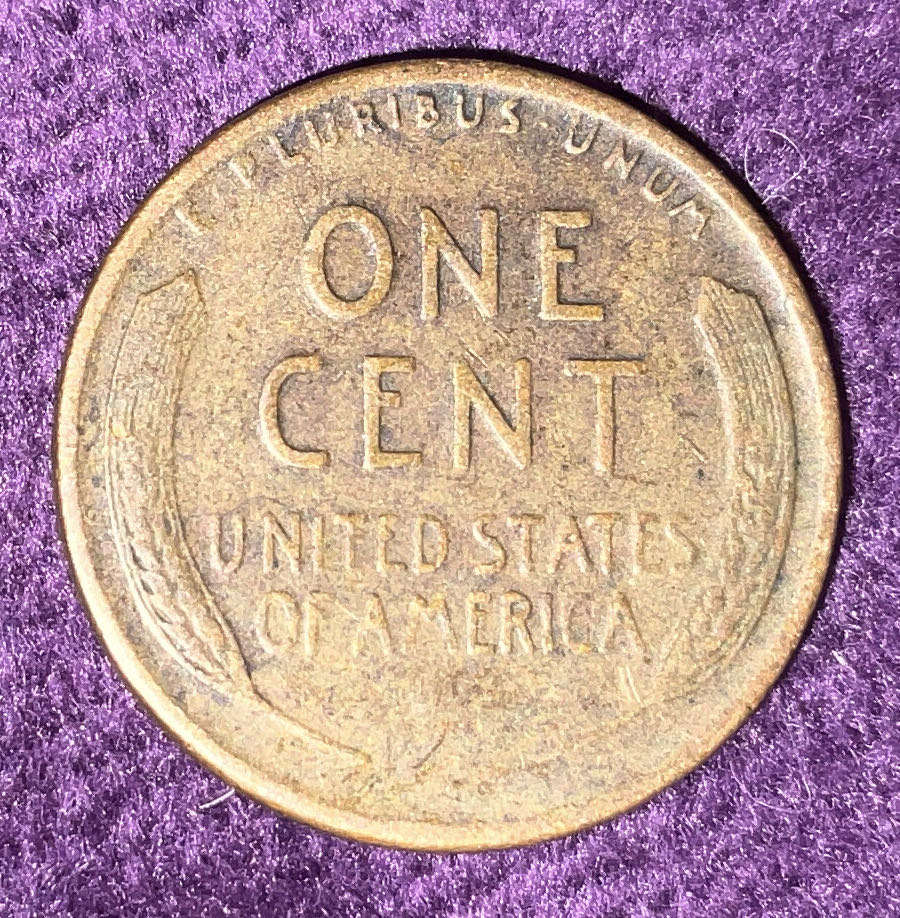 E·PLURIBUS·UNUM
ONE
CENT
UNITED STATES
OF AMERICA